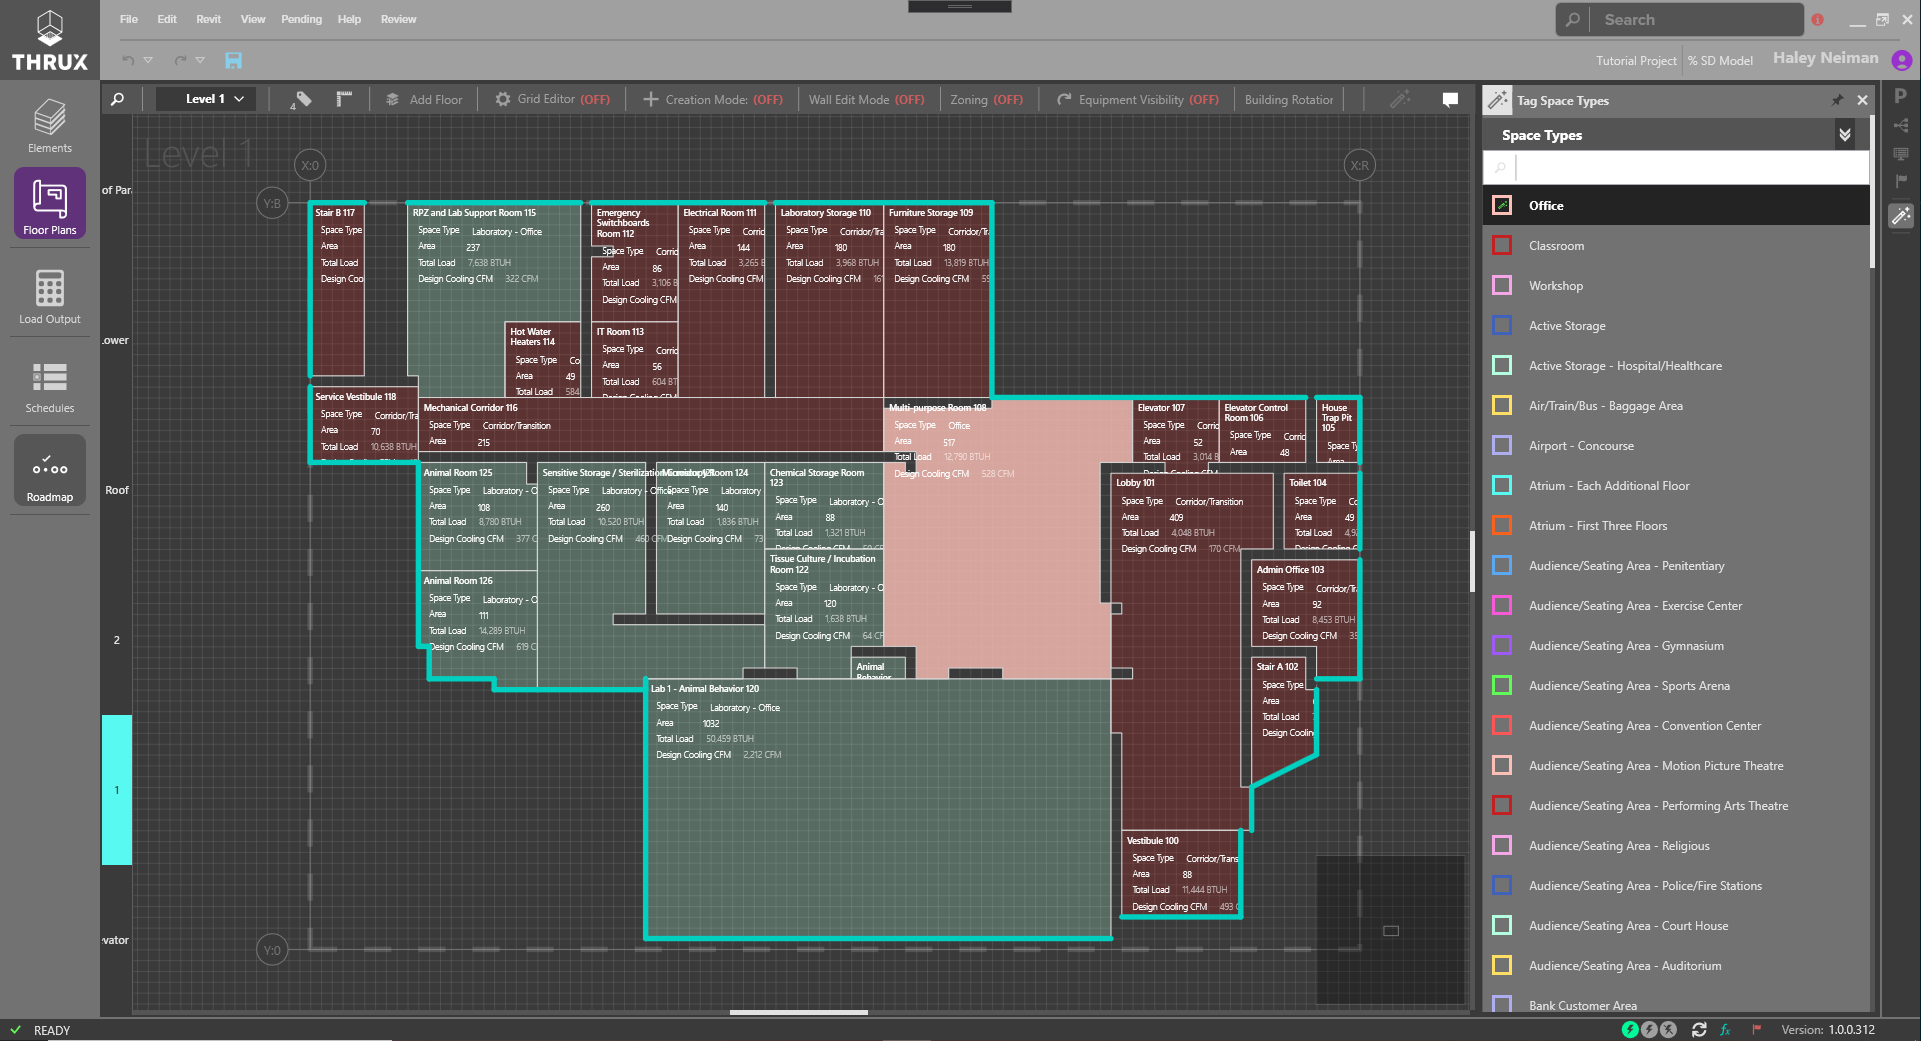 THRUX
File Edit Revit View Pending Help Review
Search
Tutorial Project % SD Model Haley Neiman
Level 1 4 Add Floor Grid Editor (OFF) Creation Mode: (OFF) Wall Edit Mode (OFF) Zoning (OFF) Equipment Visibility (OFF) Building Rotation
Elements
Floor Plans
Load Output
Schedules
Roadmap
of Par
Lower
Roof
2
1
vator
Level 1
X:0
X:R
Y:B
Y:0
Stair B 117
Space Type
Area
Total Load
Design Coo
RPZ and Lab Support Room 115
Space Type Laboratory - Office
Area 237
Total Load 7,638 BTUH
Design Cooling CFM 322 CFM
Emergency
Switchboards
Room 112
Space Type Corric
Area 86
Total Load 3,106 B
Design Cooling CFM
Electrical Room 111
Space Type Corric
Area 144
Total Load 3,265 B
Design Cooling CFM
Laboratory Storage 110
Space Type Corridor/Tra
Area 180
Total Load 3,968 BTUH
Design Cooling CFM 16
Furniture Storage 109
Space Type Corridor/Tr
Area 180
Total Load 13,819 BTUH
Design Cooling CFM 59
Hot Water
Heaters 114
Space Type Co
Area 49
Total Load 584
IT Room 113
Space Type Corric
Area 56
Total Load 604 BT
Design Cooling CFM
Service Vestibule 118
Space Type Corridor/Tra
Area 70
Total Load 10,638 BTUH
Mechanical Corridor 116
Space Type Corridor/Transition
Area 215
Multi-purpose Room 108
Space Type Office
Area 517
Total Load 12,790 BTUH
Design Cooling CFM 528 CFM
Elevator 107
Space Type Corri
Area 52
Total Load 3,014 B
Design Cooling CFM
Elevator Control
Room 106
Space Type Corric
Area 48
House
Trap Pit
105
Space Ty
Area
Animal Room 125
Space Type Laboratory - O
Area 108
Total Load 8,780 BTUH
Design Cooling CFM 377 C
Sensitive Storage / Sterilization
Space Type Laboratory - Office
Area 260
Total Load 10,520 BTUH
Design Cooling CFM 460 CFM
Room 124
Space Type Laboratory
Area 140
Total Load 1,836 BTUH
Design Cooling CFM 73
Chemical Storage Room
123
Space Type Laboratory - O
Area 88
Total Load 1,321 BTUH
Design Cooling CFM
Lobby 101
Space Type Corridor/Transition
Area 409
Total Load 4,048 BTUH
Design Cooling CFM 170 CFM
Toilet 104
Space Type Co
Area 49
Total Load 4,9
Design Cooling C
Tissue Culture / Incubation
Room 122
Space Type Laboratory - O
Area 120
Total Load 1,638 BTUH
Design Cooling CFM 64 CF
Animal Room 126
Space Type Laboratory - O
Area 111
Total Load 14,289 BTUH
Design Cooling CFM 619 C
Admin Office 103
Space Type Corridor/Tra
Area 92
Total Load 8,453 BTUH
Design Cooling CFM 35
Animal
Behavior
Stair A 102
Space Type
Area
Total Load
Design Coolin
Lab 1 - Animal Behavior 120
Space Type Laboratory - Office
Area 1032
Total Load 50,459 BTUH
Design Cooling CFM 2,212 CFM
Vestibule 100
Space Type Corridor/Trans
Area 88
Total Load 11,444 BTUH
Design Cooling CFM 493 C
Tag Space Types
Space Types
Office
Classroom
Workshop
Active Storage
Active Storage - Hospital/Healthcare
Air/Train/Bus - Baggage Area
Airport - Concourse
Atrium - Each Additional Floor
Atrium - First Three Floors
Audience/Seating Area - Penitentiary
Audience/Seating Area - Exercise Center
Audience/Seating Area - Gymnasium
Audience/Seating Area - Sports Arena
Audience/Seating Area - Convention Center
Audience/Seating Area - Motion Picture Theatre
Audience/Seating Area - Performing Arts Theatre
Audience/Seating Area - Religious
Audience/Seating Area - Police/Fire Stations
Audience/Seating Area - Court House
Audience/Seating Area - Auditorium
Bank Customer Area
P
READY
fx
Version: 1.0.0.312